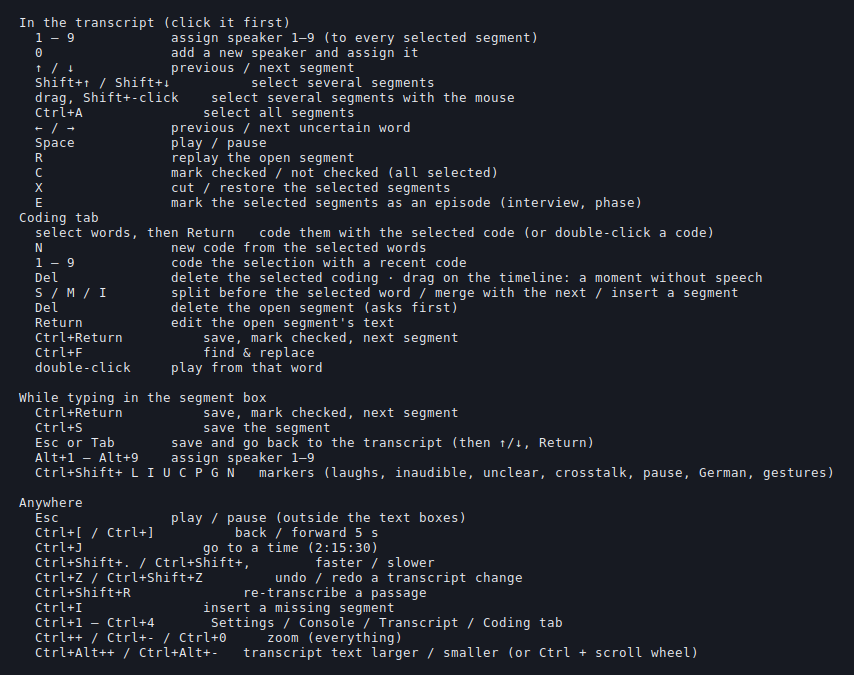 In the transcript (click it first)
  1 – 9            assign speaker 1–9 (to every selected segment)
  0                add a new speaker and assign it
  ↑ / ↓            previous / next segment
  Shift+↑ / Shift+↓          select several segments
  drag, Shift+-click    select several segments with the mouse
  Ctrl+A               select all segments
  ← / →            previous / next uncertain word
  Space            play / pause
  R                replay the open segment
  C                mark checked / not checked (all selected)
  X                cut / restore the selected segments
  E                mark the selected segments as an episode (interview, phase)
Coding tab
  select words, then Return   code them with the selected code (or double-click a code)
  N                new code from the selected words
  1 – 9            code the selection with a recent code
  Del              delete the selected coding · drag on the timeline: a moment without speech
  S / M / I        split before the selected word / merge with the next / insert a segment
  Del              delete the open segment (asks first)
  Return           edit the open segment's text
  Ctrl+Return          save, mark checked, next segment
  Ctrl+F               find & replace
  double-click     play from that word

While typing in the segment box
  Ctrl+Return          save, mark checked, next segment
  Ctrl+S               save the segment
  Esc or Tab       save and go back to the transcript (then ↑/↓, Return)
  Alt+1 – Alt+9    assign speaker 1–9
  Ctrl+Shift+ L I U C P G N   markers (laughs, inaudible, unclear, crosstalk, pause, German, gestures)

Anywhere
  Esc              play / pause (outside the text boxes)
  Ctrl+[ / Ctrl+]          back / forward 5 s
  Ctrl+J               go to a time (2:15:30)
  Ctrl+Shift+. / Ctrl+Shift+,        faster / slower
  Ctrl+Z / Ctrl+Shift+Z         undo / redo a transcript change
  Ctrl+Shift+R              re-transcribe a passage
  Ctrl+I               insert a missing segment
  Ctrl+1 – Ctrl+4       Settings / Console / Transcript / Coding tab
  Ctrl++ / Ctrl+- / Ctrl+0     zoom (everything)
  Ctrl+Alt++ / Ctrl+Alt+-   transcript text larger / smaller (or Ctrl + scroll wheel)